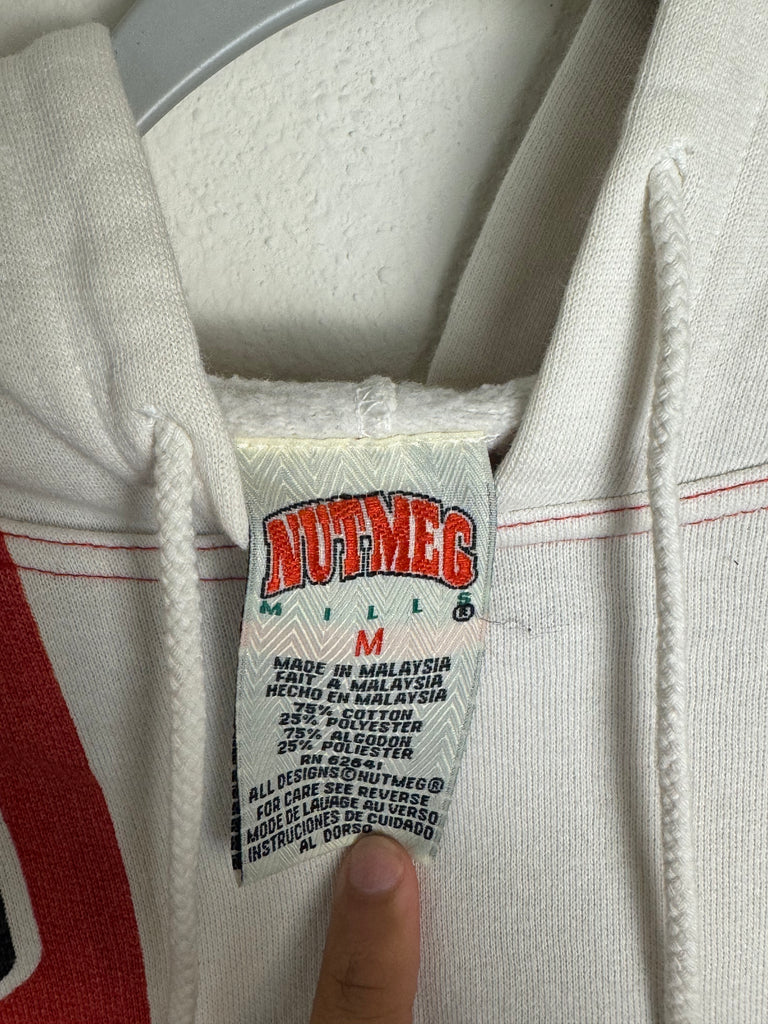 NUTMEG
MILLS®
M
MADE IN MALAYSIA
FAIT A MALAYSIA
HECHO EN MALAYSIA
75% COTTON
25% POLYESTER
75% ALGODON
25% POLIESTER
RN 62641
ALL DESIGNS©NUTMEG®
FOR CARE SEE REVERSE
MODE DE LAVAGE AU VERSO
INSTRUCIONES DE CUIDADO
AL DORSO